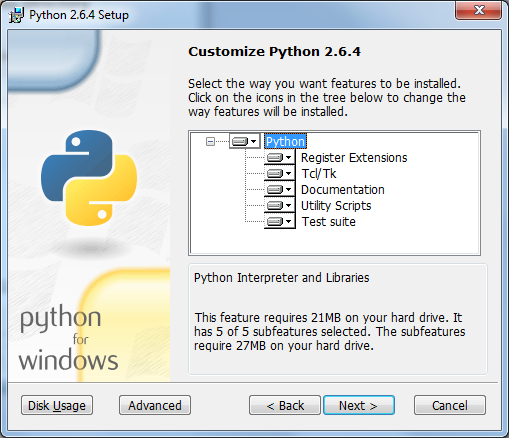 Python 2.6.4 Setup
Customize Python 2.6.4
Select the way you want features to be installed.
Click on the icons in the tree below to change the
way features will be installed.
Python
Register Extensions
Tcl/Tk
Documentation
Utility Scripts
Test suite
Python Interpreter and Libraries
This feature requires 21MB on your hard drive. It
has 5 of 5 subfeatures selected. The subfeatures
require 27MB on your hard drive.
python
for
windows
Disk Usage
Advanced
< Back
Next >
Cancel